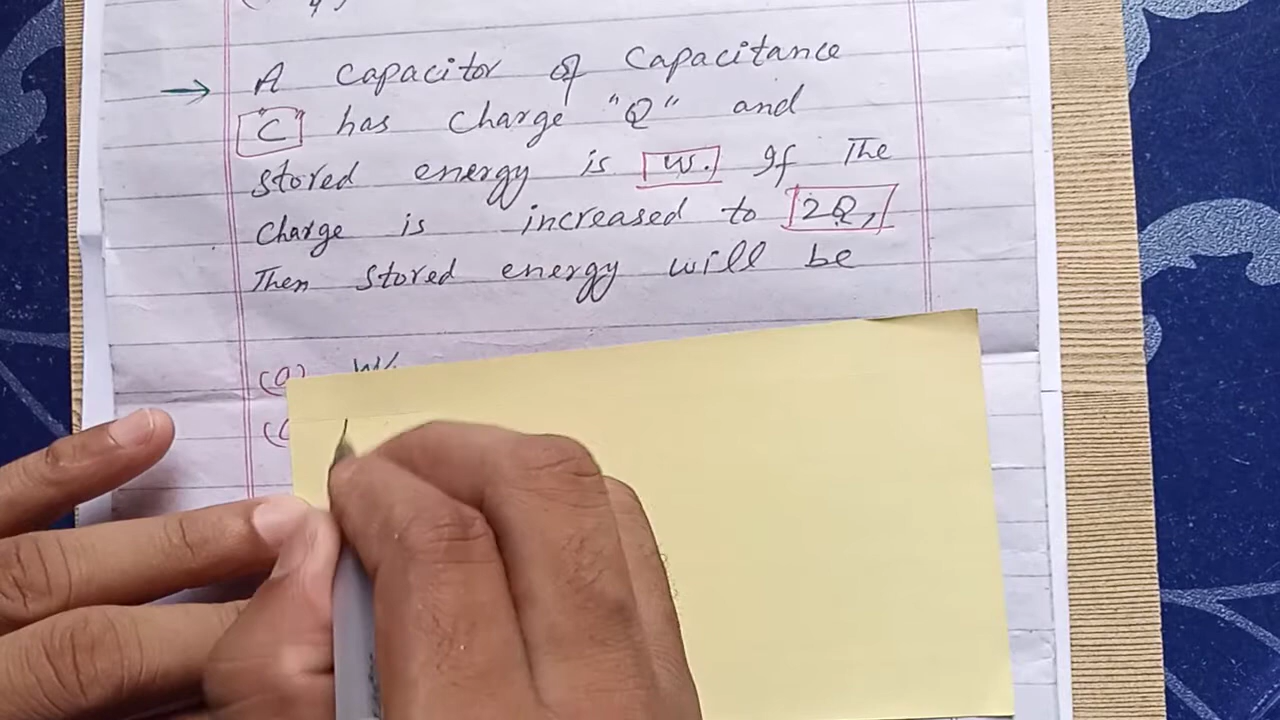 → A capacitor of capacitance
"C" has charge "Q" and
stored energy is W. If The
charge is increased to 2Q,
Then stored energy will be
(a) W/
(c